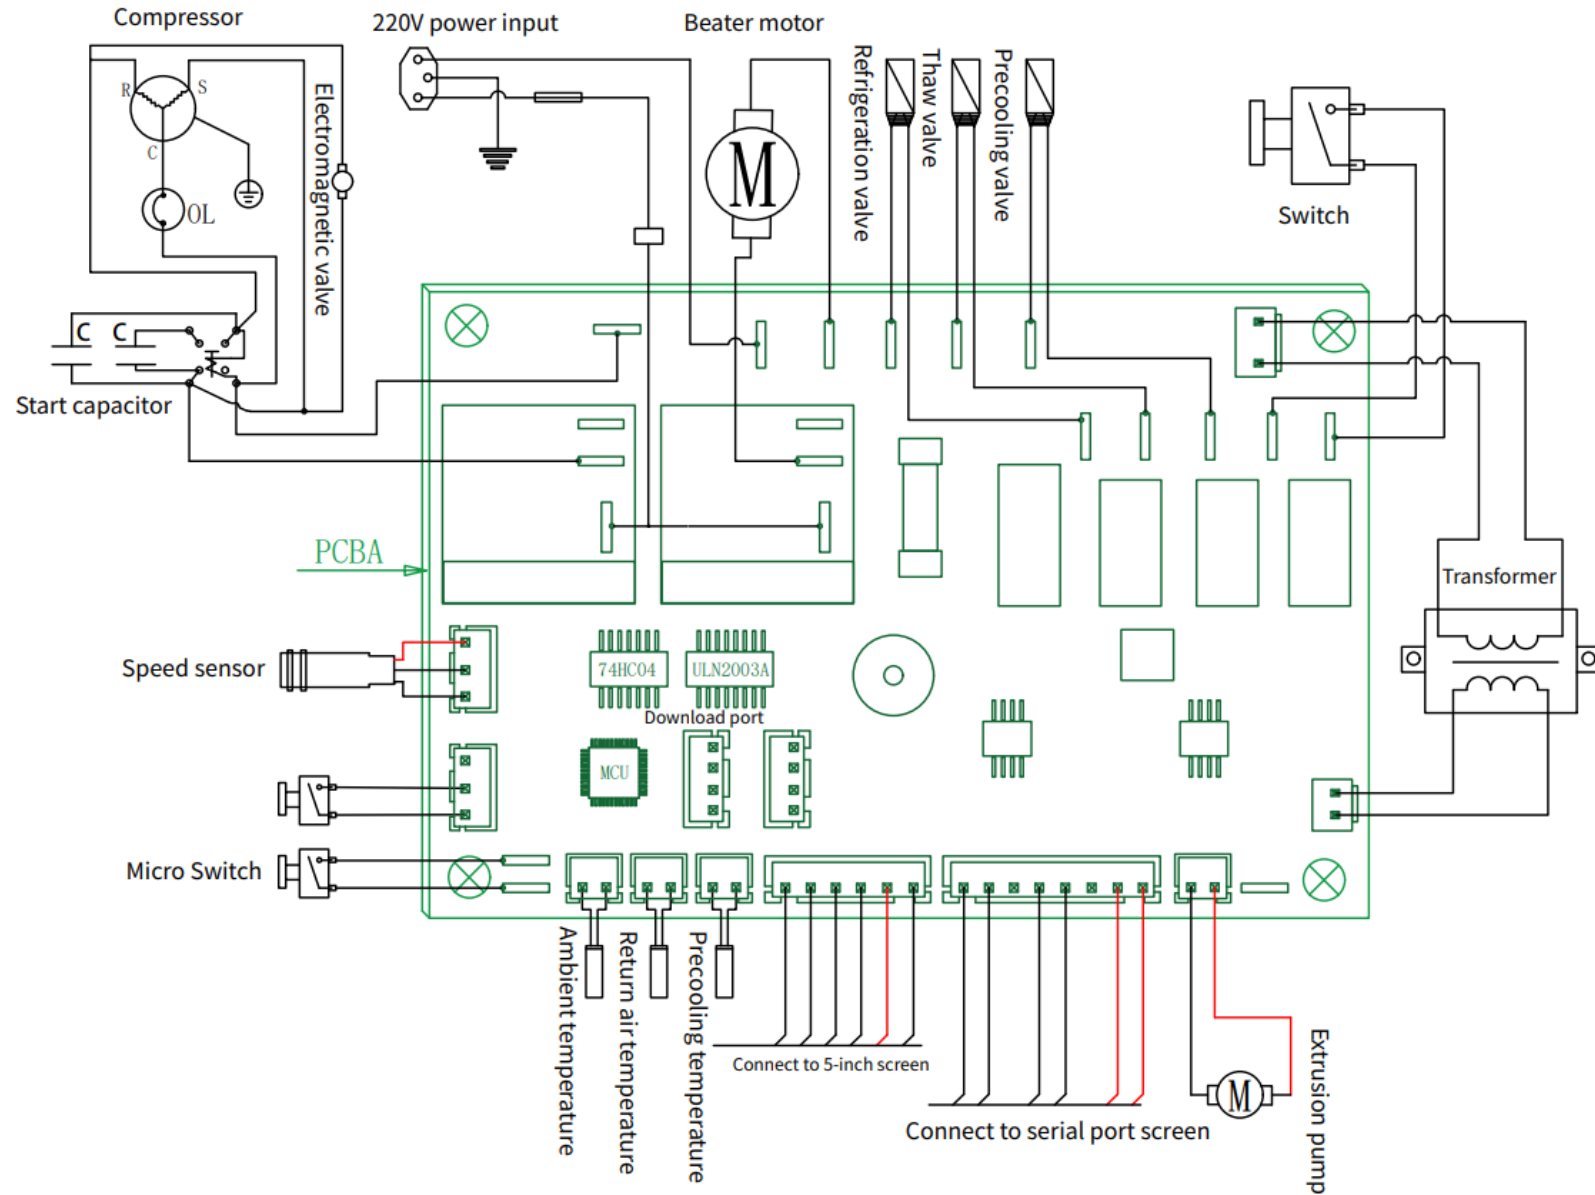 Compressor
220V power input
Beater motor
Refrigeration valve
Thaw valve
Precooling valve
R
S
C
OL
Electromagnetic valve
M
Switch
C
C
Start capacitor
PCBA
Transformer
Speed sensor
74HC04
ULN2003A
Download port
MCU
Micro Switch
Ambient temperature
Return air temperature
Precooling temperature
Connect to 5-inch screen
Connect to serial port screen
M
Extrusion pump